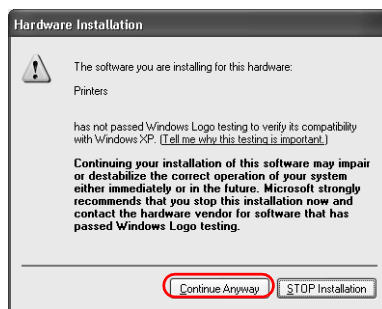 Hardware Installation
The software you are installing for this hardware:
Printers
has not passed Windows Logo testing to verify its compatibility
with Windows XP. (Tell me why this testing is important.)
Continuing your installation of this software may impair
or destabilize the correct operation of your system
either immediately or in the future. Microsoft strongly
recommends that you stop this installation now and
contact the hardware vendor for software that has
passed Windows Logo testing.
Continue Anyway
STOP Installation